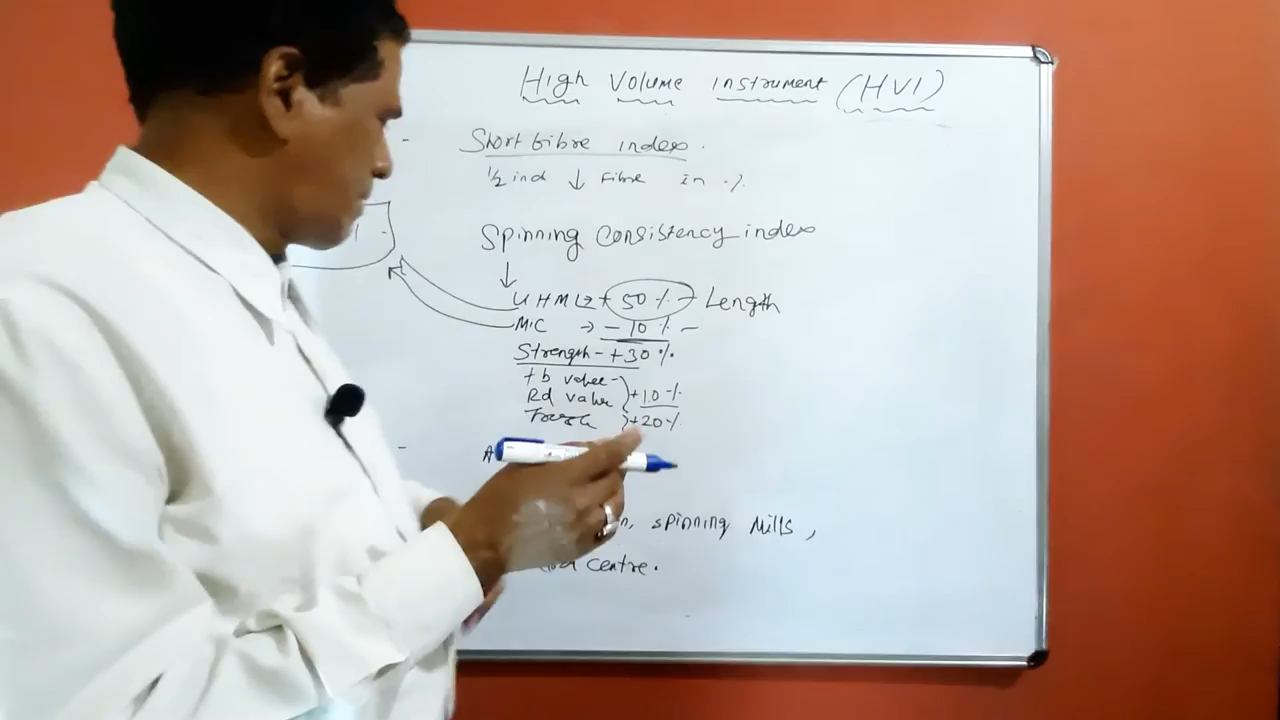 High Volume Instrument (HVI)
- Short fibre index.
1/2 inch ↓ Fibre in %
Spinning Consistency index
↓
UHML → + 50 % - Length
MIC → - 10 % -
Strength - +30 %
+b value -
Rd value } +10 %
Trash } +20 %
-
spinning Mills,
centre.